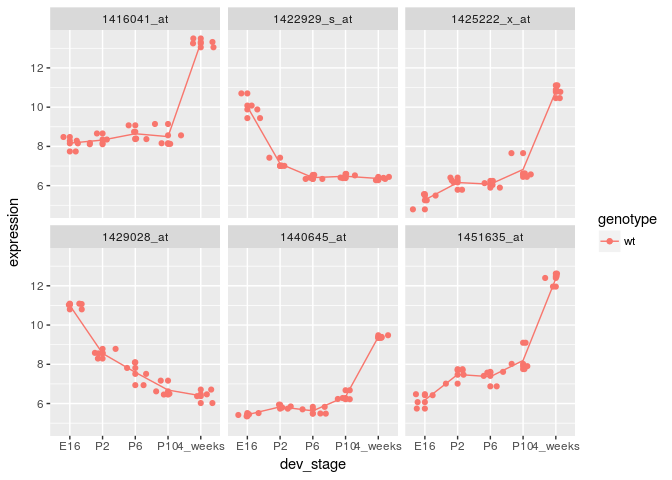 1416041_at 1422929_s_at 1425222_x_at
12
10
8
6
expression
genotype
wt
1429028_at 1440645_at 1451635_at
12
10
8
6
E16 P2 P6 P10 4_weeks E16 P2 P6 P10 4_weeks E16 P2 P6 P10 4_weeks
dev_stage